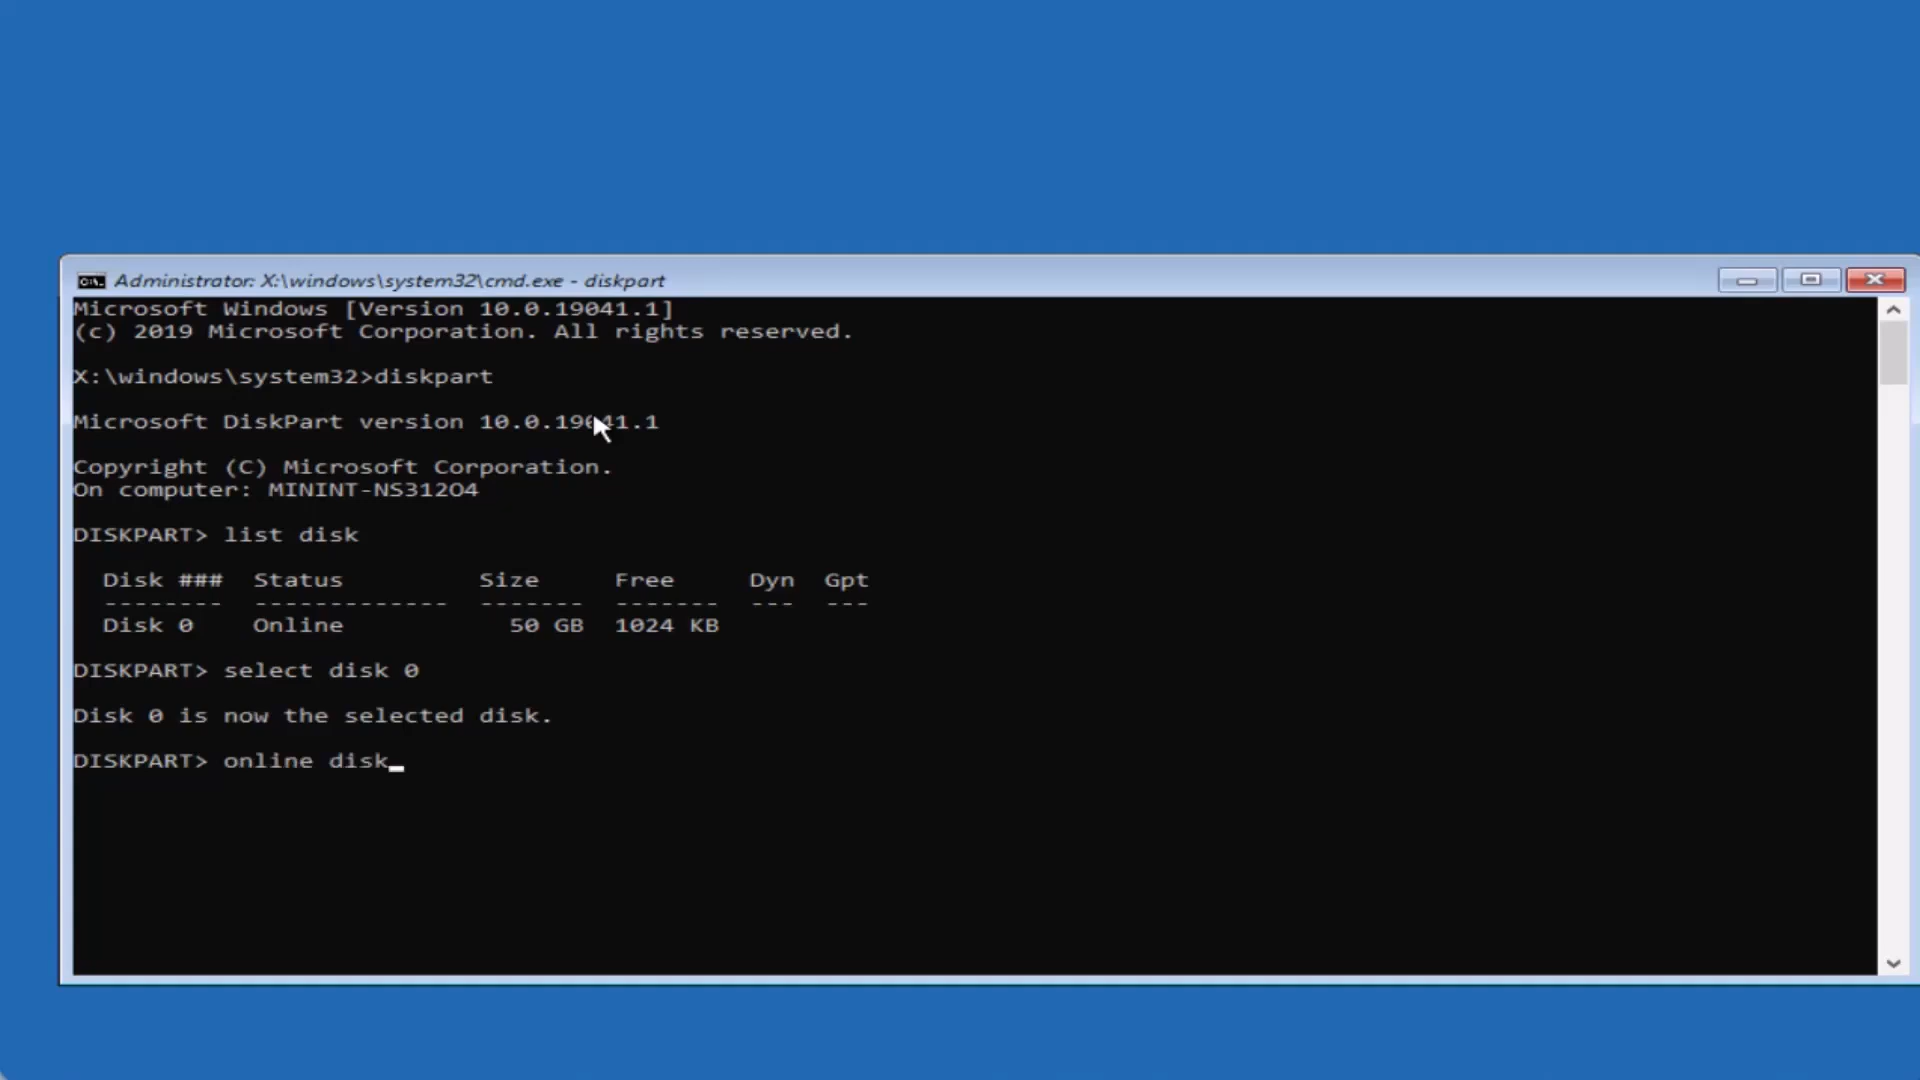 Administrator: X:\windows\system32\cmd.exe - diskpart
Microsoft Windows [Version 10.0.19041.1]
(c) 2019 Microsoft Corporation. All rights reserved.
X:\windows\system32>diskpart
Microsoft DiskPart version 10.0.19041.1
Copyright (C) Microsoft Corporation.
On computer: MININT-NS312O4
DISKPART> list disk
Disk ###  Status         Size     Free     Dyn  Gpt
--------  -------------  -------  -------  ---  ---
Disk 0    Online           50 GB  1024 KB
DISKPART> select disk 0
Disk 0 is now the selected disk.
DISKPART> online disk